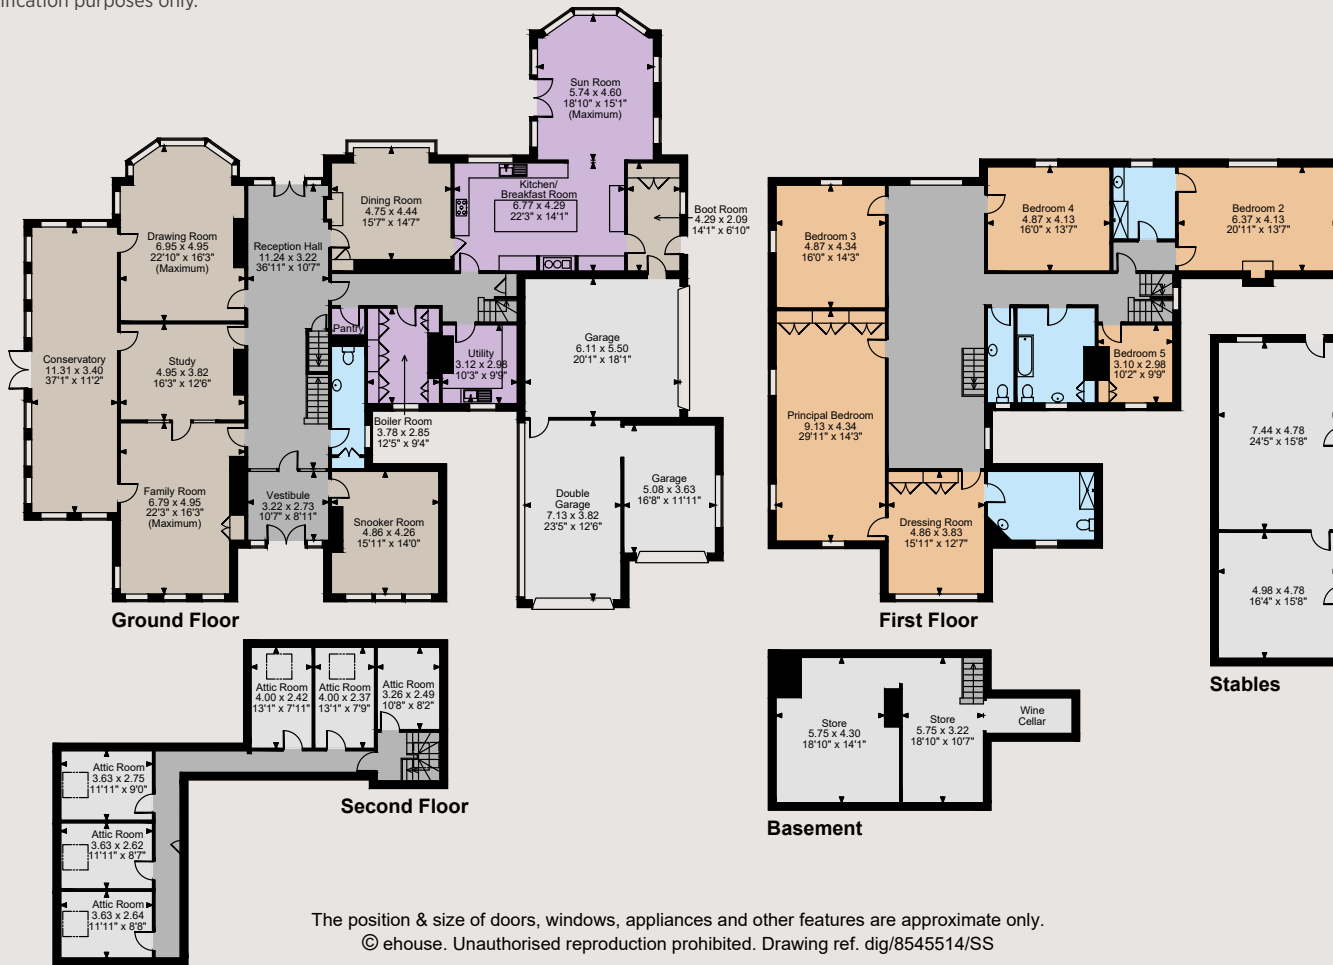 ification purposes only.
Sun Room
5.74 x 4.60
18'10" x 15'1"
(Maximum)
Kitchen/
Breakfast Room
6.77 x 4.29
22'3" x 14'1"
Boot Room
4.29 x 2.09
14'1" x 6'10"
Dining Room
4.75 x 4.44
15'7" x 14'7"
Drawing Room
6.95 x 4.95
22'10" x 16'3"
(Maximum)
Reception Hall
11.24 x 3.22
36'11" x 10'7"
Conservatory
11.31 x 3.40
37'1" x 11'2"
Study
4.95 x 3.82
16'3" x 12'6"
Pantry
Utility
3.12 x 2.98
10'3" x 9'9"
Garage
6.11 x 5.50
20'1" x 18'1"
Boiler Room
3.78 x 2.85
12'5" x 9'4"
Family Room
6.79 x 4.95
22'3" x 16'3"
(Maximum)
Vestibule
3.22 x 2.73
10'7" x 8'11"
Snooker Room
4.86 x 4.26
15'11" x 14'0"
Double
Garage
7.13 x 3.82
23'5" x 12'6"
Garage
5.08 x 3.63
16'8" x 11'11"
Ground Floor
Bedroom 3
4.87 x 4.34
16'0" x 14'3"
Bedroom 4
4.87 x 4.13
16'0" x 13'7"
Bedroom 2
6.37 x 4.13
20'11" x 13'7"
Bedroom 5
3.10 x 2.98
10'2" x 9'9"
Principal Bedroom
9.13 x 4.34
29'11" x 14'3"
Dressing Room
4.86 x 3.83
15'11" x 12'7"
First Floor
7.44 x 4.78
24'5" x 15'8"
4.98 x 4.78
16'4" x 15'8"
Stables
Attic Room
4.00 x 2.42
13'1" x 7'11"
Attic Room
4.00 x 2.37
13'1" x 7'9"
Attic Room
3.26 x 2.49
10'8" x 8'2"
Attic Room
3.63 x 2.75
11'11" x 9'0"
Attic Room
3.63 x 2.62
11'11" x 8'7"
Attic Room
3.63 x 2.64
11'11" x 8'8"
Second Floor
Store
5.75 x 4.30
18'10" x 14'1"
Store
5.75 x 3.22
18'10" x 10'7"
Wine
Cellar
Basement
The position & size of doors, windows, appliances and other features are approximate only.
© ehouse. Unauthorised reproduction prohibited. Drawing ref. dig/8545514/SS